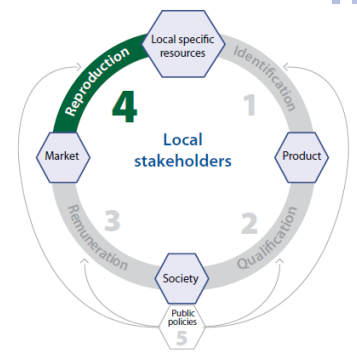 Local specific
resources
Identification
1
Product
Qualification
2
Society
Remuneration
3
Market
Reproduction
4
Local
stakeholders
Public
policies
5